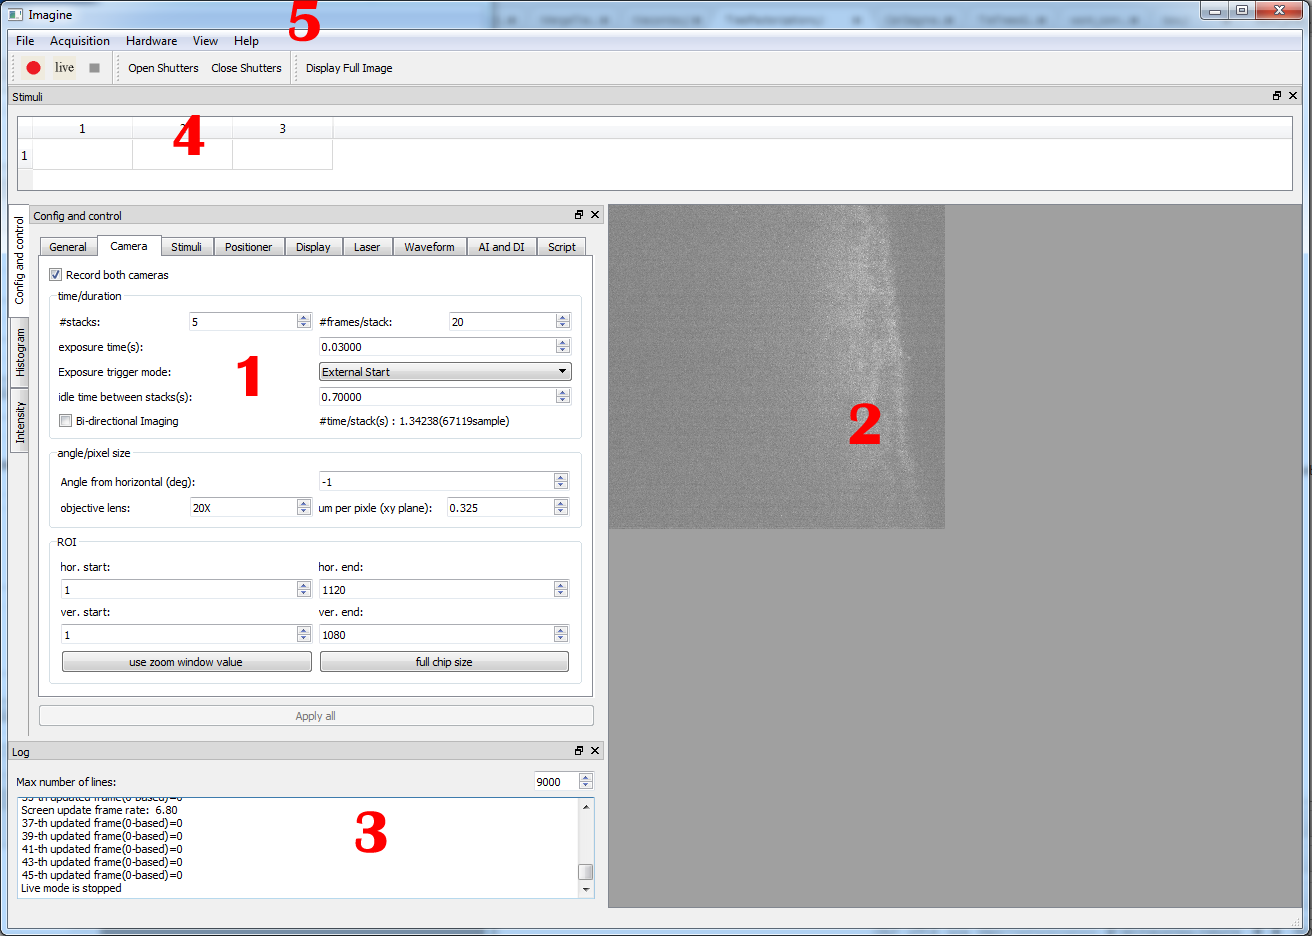 Imagine
5
File Acquisition Hardware View Help
live Open Shutters Close Shutters Display Full Image
Stimuli
1 3
4
1
Config and control
Histogram
Intensity
Config and control
General Camera Stimuli Positioner Display Laser Waveform AI and DI Script
Record both cameras
time/duration
#stacks: 5 #frames/stack: 20
exposure time(s): 0.03000
1
Exposure trigger mode: External Start
idle time between stacks(s): 0.70000
Bi-directional Imaging #time/stack(s) : 1.34238(67119sample)
angle/pixel size
Angle from horizontal (deg): -1
objective lens: 20X um per pixle (xy plane): 0.325
ROI
hor. start: hor. end:
1 1120
ver. start: ver. end:
1 1080
use zoom window value full chip size
Apply all
2
Log
Max number of lines: 9000
Screen update frame rate: 6.80
37-th updated frame(0-based)=0
39-th updated frame(0-based)=0
41-th updated frame(0-based)=0
43-th updated frame(0-based)=0
45-th updated frame(0-based)=0
Live mode is stopped
3